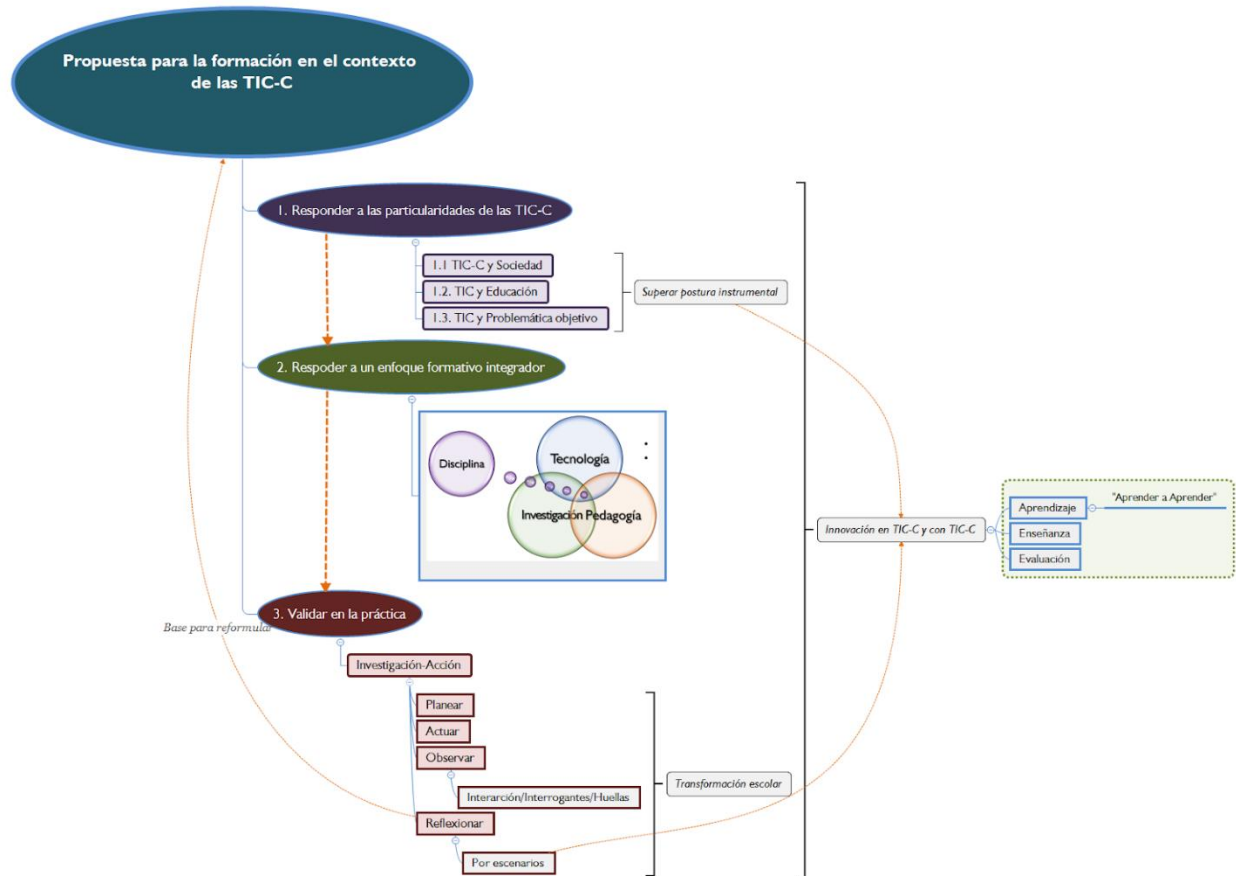 Propuesta para la formación en el contexto
de las TIC-C
1. Responder a las particularidades de las TIC-C
1.1 TIC-C y Sociedad
1.2. TIC y Educación
1.3. TIC y Problemática objetivo
Superar postura instrumental
2. Respoder a un enfoque formativo integrador
Disciplina
Tecnología
Investigación
Pedagogía
Innovación en TIC-C y con TIC-C
Aprendizaje
"Aprender a Aprender"
Enseñanza
Evaluación
3. Validar en la práctica
Base para reformular
Investigación-Acción
Planear
Actuar
Observar
Interarción/Interrogantes/Huellas
Transformación escolar
Reflexionar
Por escenarios